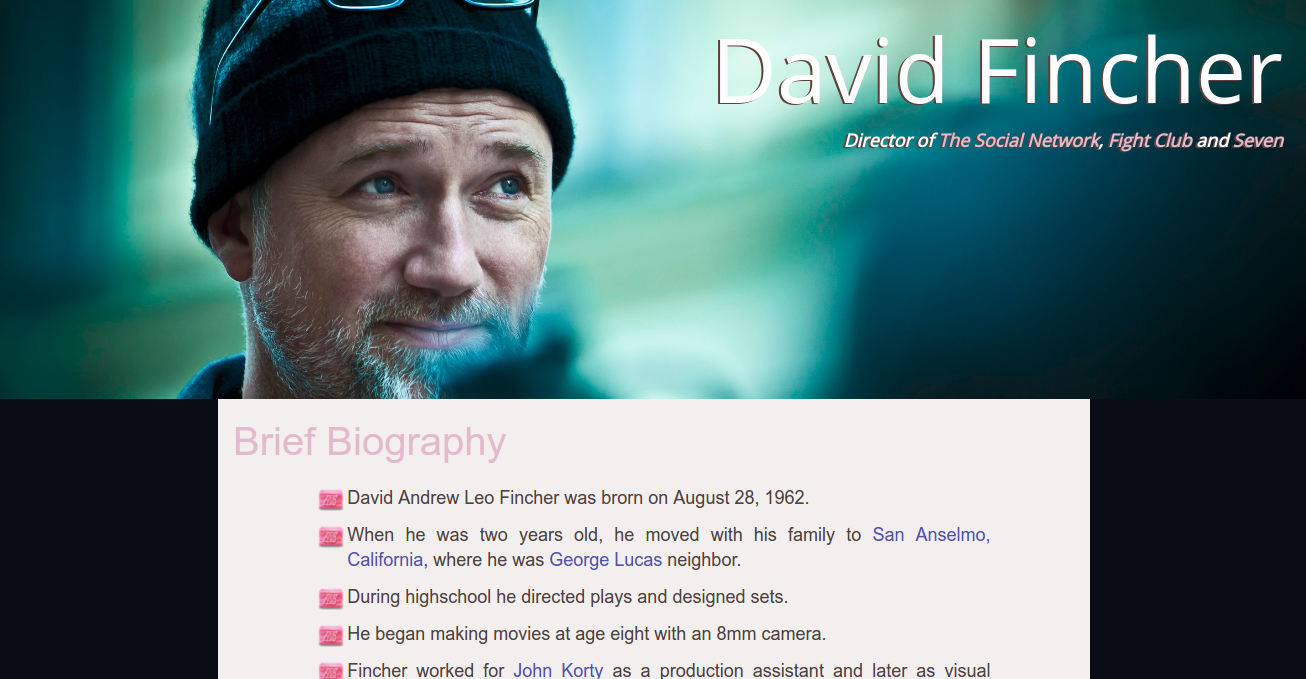 David Fincher
Director of The Social Network, Fight Club and Seven
Brief Biography
David Andrew Leo Fincher was brorn on August 28, 1962.
When he was two years old, he moved with his family to San Anselmo,
California, where he was George Lucas neighbor.
During highschool he directed plays and designed sets.
He began making movies at age eight with an 8mm camera.
Fincher worked for John Korty as a production assistant and later as visual